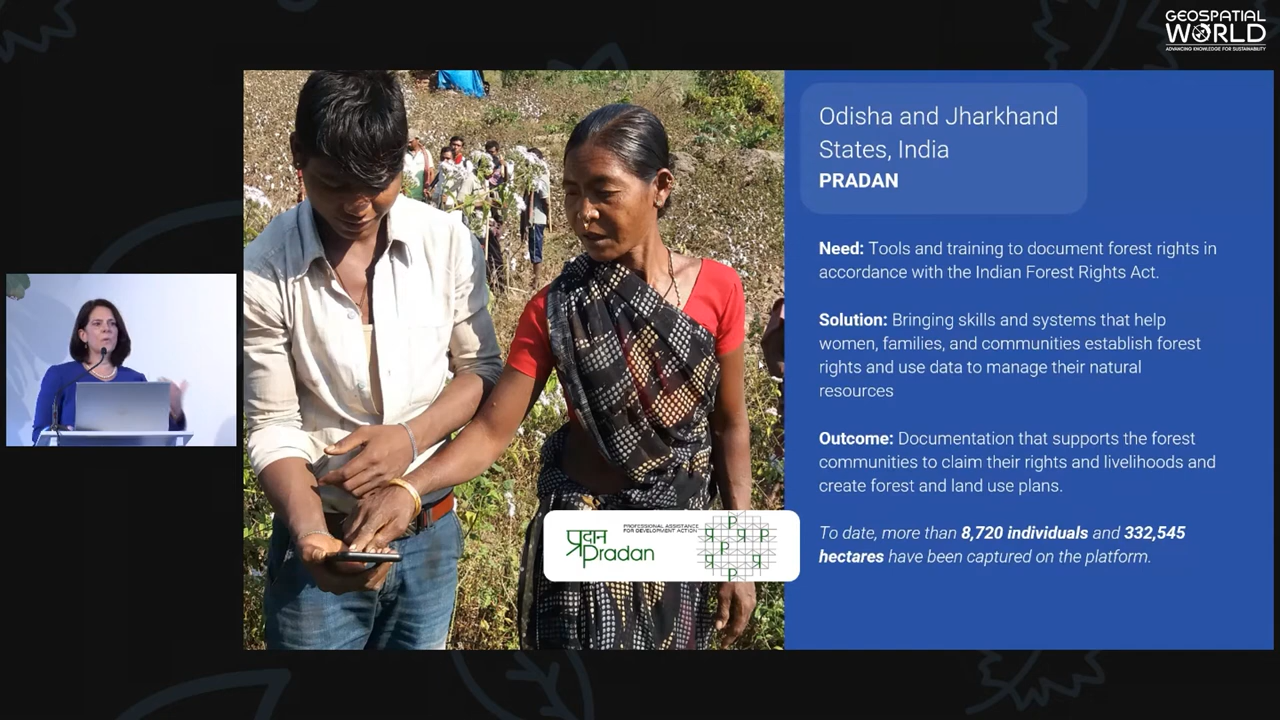 GEOSPATIAL
WORLD
ADVANCING KNOWLEDGE FOR SUSTAINABILITY
Odisha and Jharkhand
States, India
PRADAN
Need: Tools and training to document forest rights in
accordance with the Indian Forest Rights Act.
Solution: Bringing skills and systems that help
women, families, and communities establish forest
rights and use data to manage their natural
resources
Outcome: Documentation that supports the forest
communities to claim their rights and livelihoods and
create forest and land use plans.
To date, more than 8,720 individuals and 332,545
hectares have been captured on the platform.
प्रदान
Pradan
PROFESSIONAL ASSISTANCE
FOR DEVELOPMENT ACTION